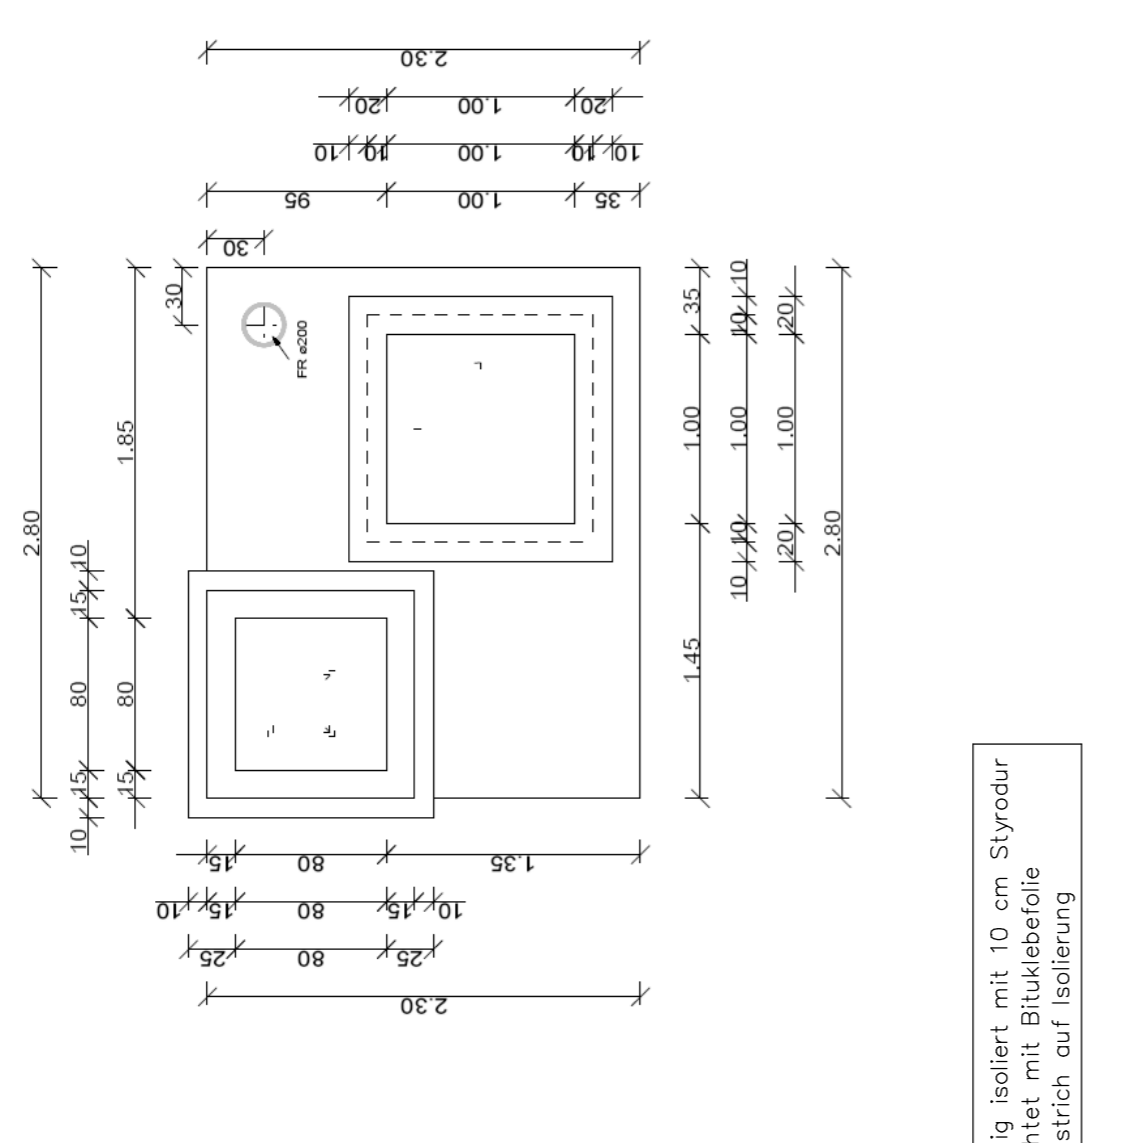 2.30
20 1.00 20
10 10 1.00 10 10
95 1.00 35
30
30
FR ø200
2.80
1.85
80
15
10
15
80
15
10
35
1.00
1.45
10
10
1.00
10
10
20
1.00
20
2.80
15 80 1.35
10 15 80 15 10
25 80 25
2.30
ig isoliert mit 10 cm Styrodur
htet mit Bituklebefolie
strich auf Isolierung